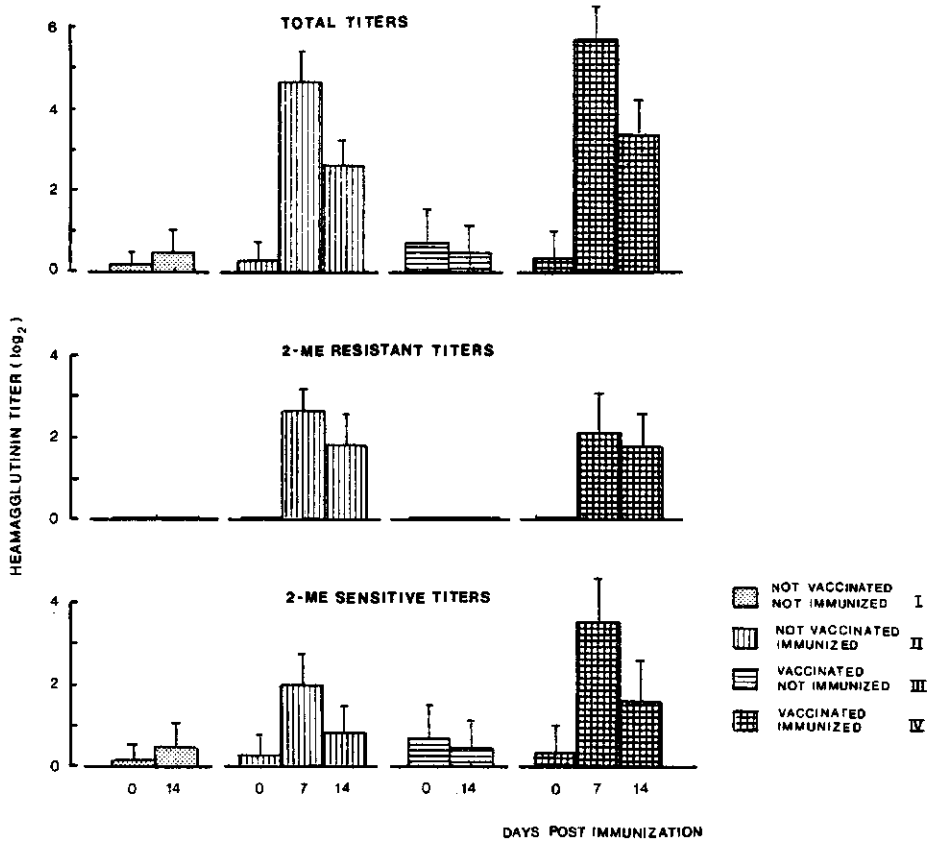 TOTAL TITERS
6
4
2
0
2-ME RESISTANT TITERS
4
2
0
HEAMAGGLUTININ TITER (log2)
2-ME SENSITIVE TITERS
4
2
0
NOT VACCINATED
NOT IMMUNIZED I
NOT VACCINATED
IMMUNIZED II
VACCINATED
NOT IMMUNIZED III
VACCINATED
IMMUNIZED IV
0 14 0 7 14 0 14 0 7 14
DAYS POST IMMUNIZATION